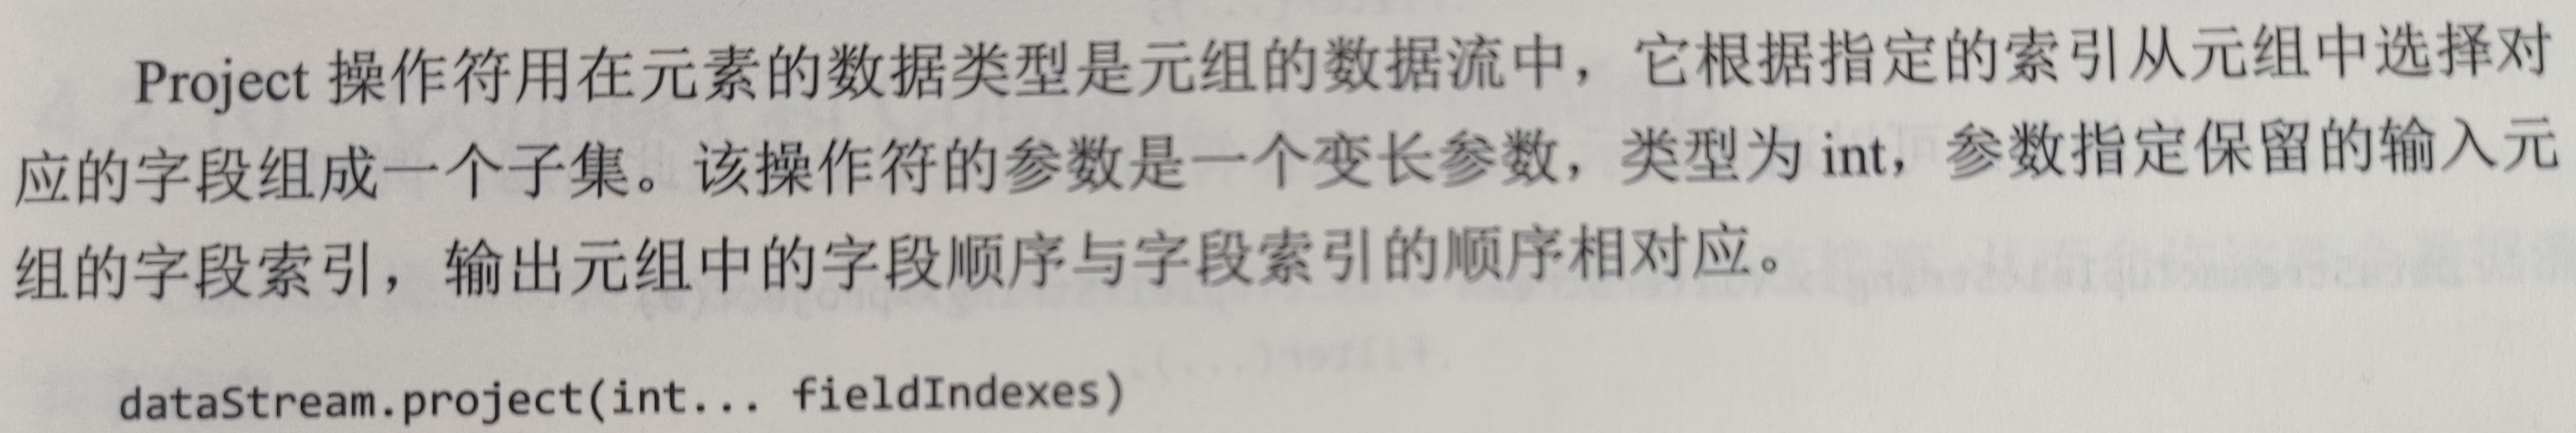 Project 操作符用在元素的数据类型是元组的数据流中，它根据指定的索引从元组中选择对
应的字段组成一个子集。该操作符的参数是一个变长参数，类型为 int，参数指定保留的输入元
组的字段索引，输出元组中的字段顺序与字段索引的顺序相对应。
dataStream.project(int... fieldIndexes)